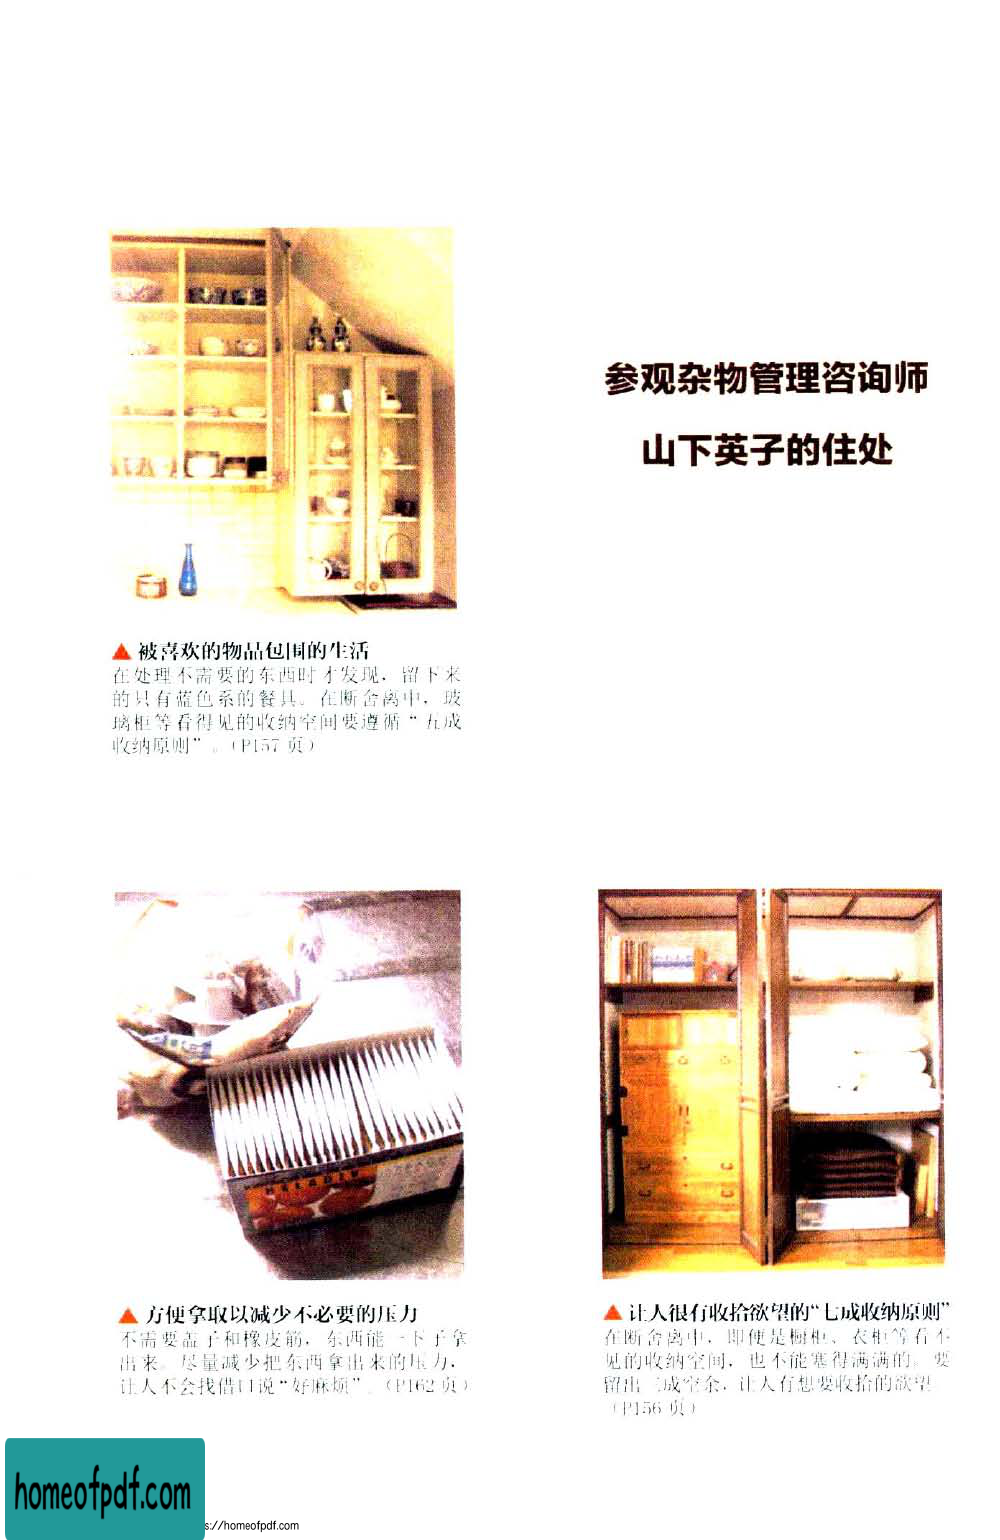 参观杂物管理咨询师
山下英子的住处
▲ 被喜欢的物品包围的生活
在处理不需要的东西时才发现，留下来
的只有蓝色系的餐具。在断舍离中，玻
璃柜等看得见的收纳空间要遵循“五成
收纳原则”。（P157 页）
▲ 方便拿取以减少不必要的压力
不需要盖子和橡皮筋，东西能一下子拿
出来。尽量减少把东西拿出来的压力，
让人不会找借口说“好麻烦”。（P162 页）
▲ 让人很有收拾欲望的“七成收纳原则”
在断舍离中，即便是橱柜、衣柜等看不
见的收纳空间，也不能塞得满满的。要
留出三成空余，让人有想要收拾的欲望
（P156 页）
homeofpdf.com
s://homeofpdf.com